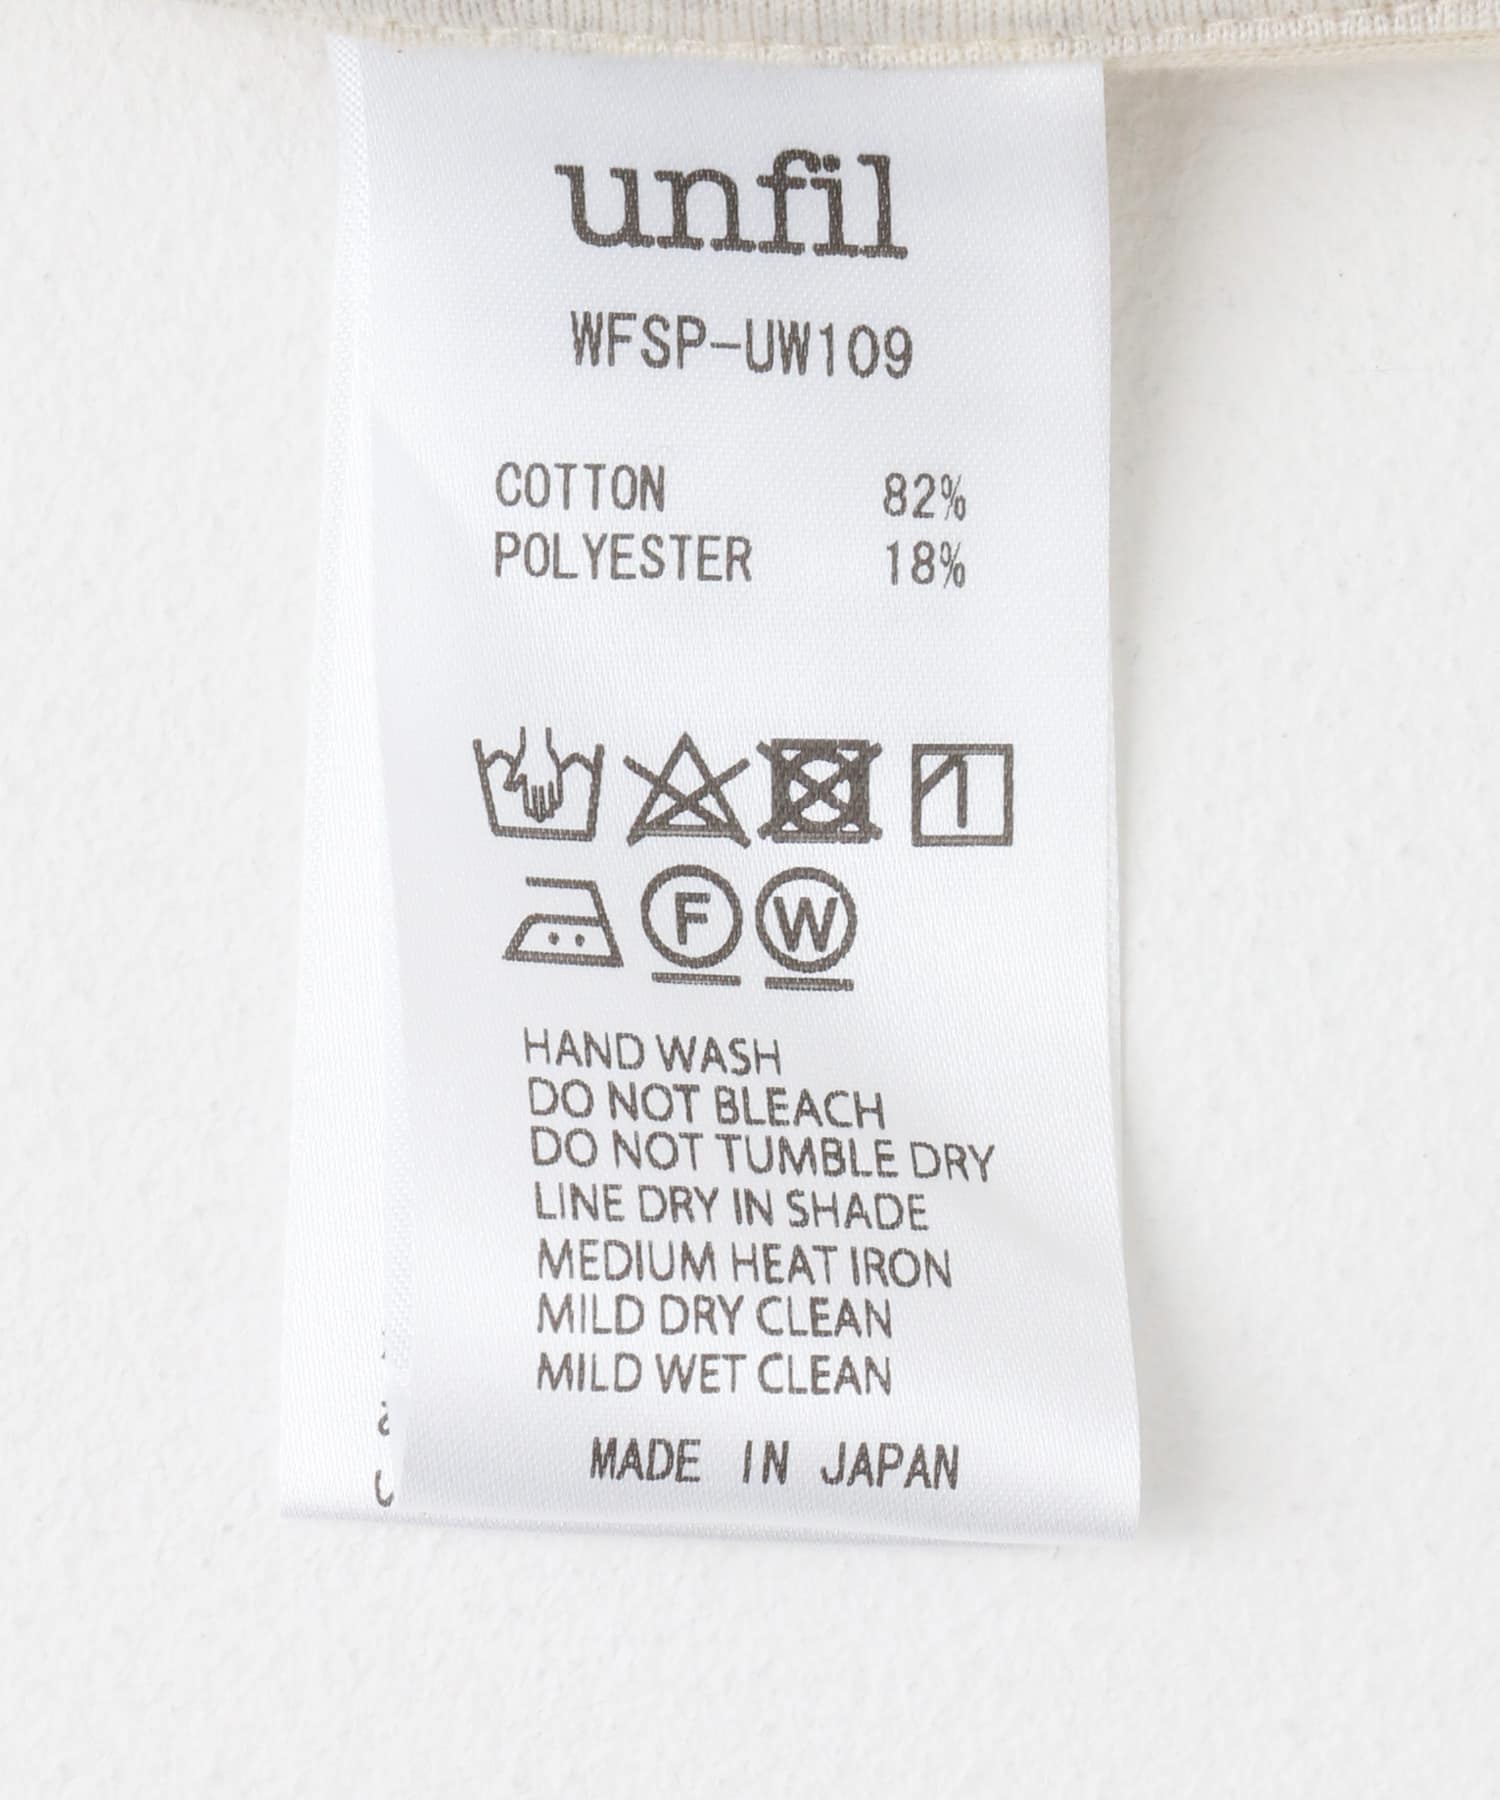 unfil
WFSP-UW109
COTTON 82%
POLYESTER 18%
F W
HAND WASH
DO NOT BLEACH
DO NOT TUMBLE DRY
LINE DRY IN SHADE
MEDIUM HEAT IRON
MILD DRY CLEAN
MILD WET CLEAN
MADE IN JAPAN